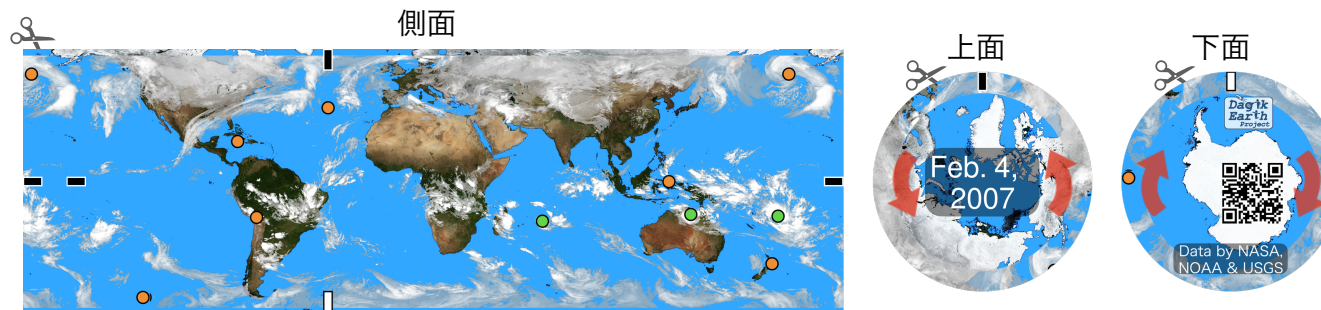 側面
上面
下面
Feb. 4,
2007
Dagik
Earth
Project
Data by NASA,
NOAA & USGS